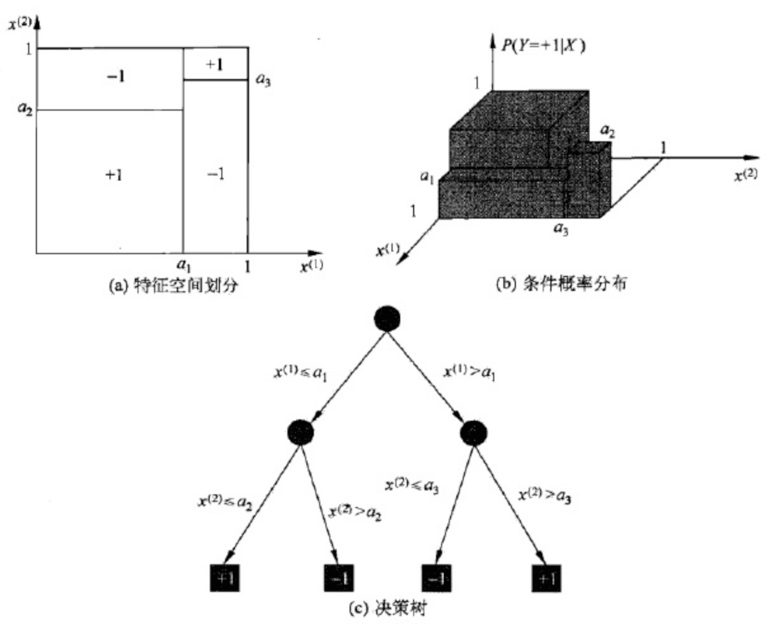 x(2)
1
−1
+1
a3
a2
+1
−1
a1
1
x(1)
(a) 特征空间划分
P(Y=+1|X)
1
a2
1
x(2)
a1
1
a3
x(1)
(b) 条件概率分布
x(1)≤a1
x(1)>a1
x(2)≤a2
x(2)>a2
x(2)≤a3
x(2)>a3
+1
−1
−1
+1
(c) 决策树